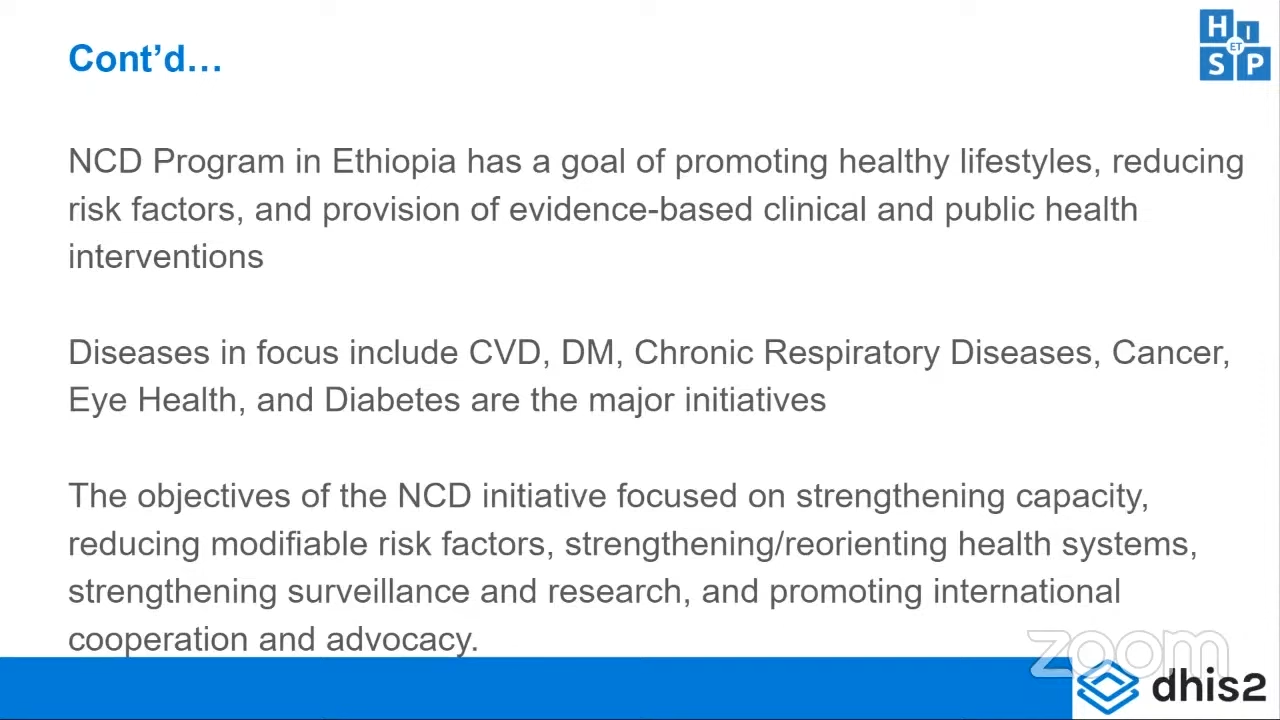 Cont’d…
H I
ET
S P
NCD Program in Ethiopia has a goal of promoting healthy lifestyles, reducing
risk factors, and provision of evidence-based clinical and public health
interventions
Diseases in focus include CVD, DM, Chronic Respiratory Diseases, Cancer,
Eye Health, and Diabetes are the major initiatives
The objectives of the NCD initiative focused on strengthening capacity,
reducing modifiable risk factors, strengthening/reorienting health systems,
strengthening surveillance and research, and promoting international
cooperation and advocacy.
zoom
dhis2